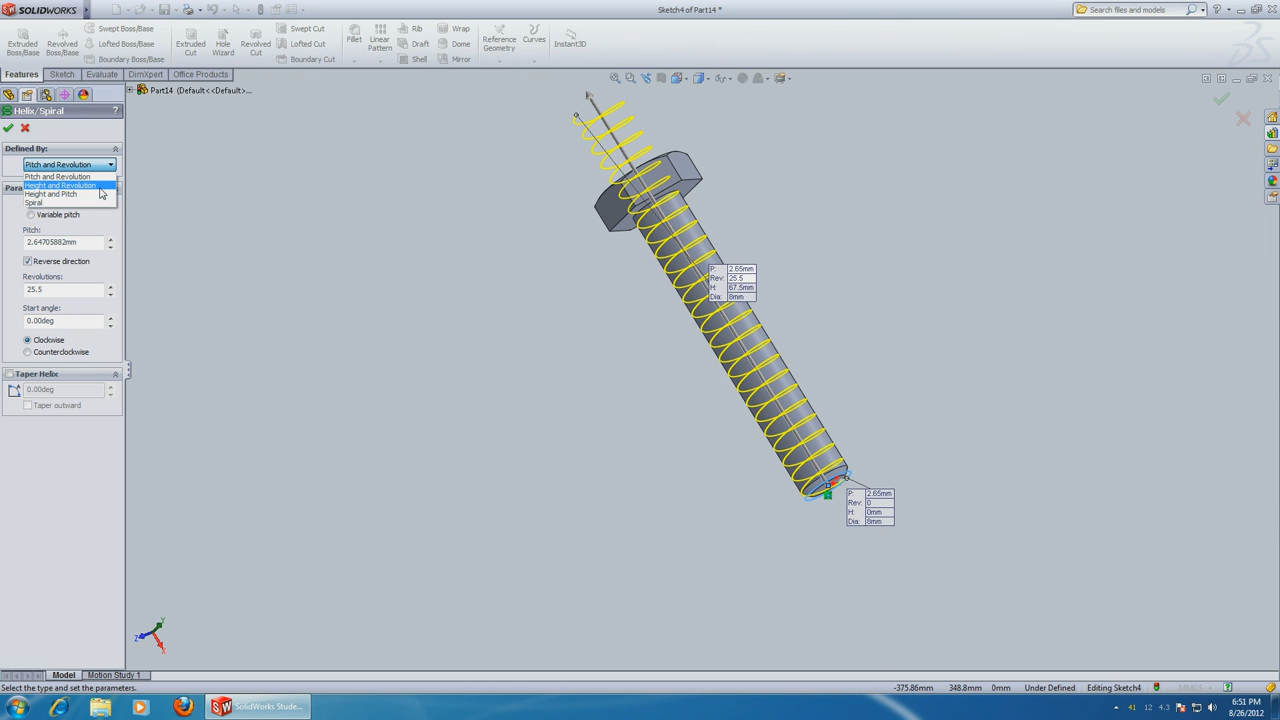 SOLIDWORKS
Sketch4 of Part14 *
Search files and models
Extruded Boss/Base
Revolved Boss/Base
Swept Boss/Base
Lofted Boss/Base
Boundary Boss/Base
Extruded Cut
Hole Wizard
Revolved Cut
Swept Cut
Lofted Cut
Boundary Cut
Fillet
Linear Pattern
Rib
Draft
Shell
Wrap
Dome
Mirror
Reference Geometry
Curves
Instant3D
Features
Sketch
Evaluate
DimXpert
Office Products
Part14 (Default<<Default>...
Helix/Spiral
?
Defined By:
Pitch and Revolution
Pitch and Revolution
Height and Revolution
Height and Pitch
Spiral
Para
Variable pitch
Pitch:
2.64705882mm
Reverse direction
Revolutions:
25.5
Start angle:
0.00deg
Clockwise
Counterclockwise
Taper Helix
0.00deg
Taper outward
P: 2.65mm
Rev: 25.5
H: 67.5mm
Dia: 8mm
P: 2.65mm
Rev: 0
H: 0mm
Dia: 8mm
Y
Z
X
Model
Motion Study 1
Select the type and set the parameters.
-375.86mm
348.8mm
0mm
Under Defined
Editing Sketch4
MMGS
SolidWorks Stude...
41
12
4.3
6:51 PM
8/26/2012